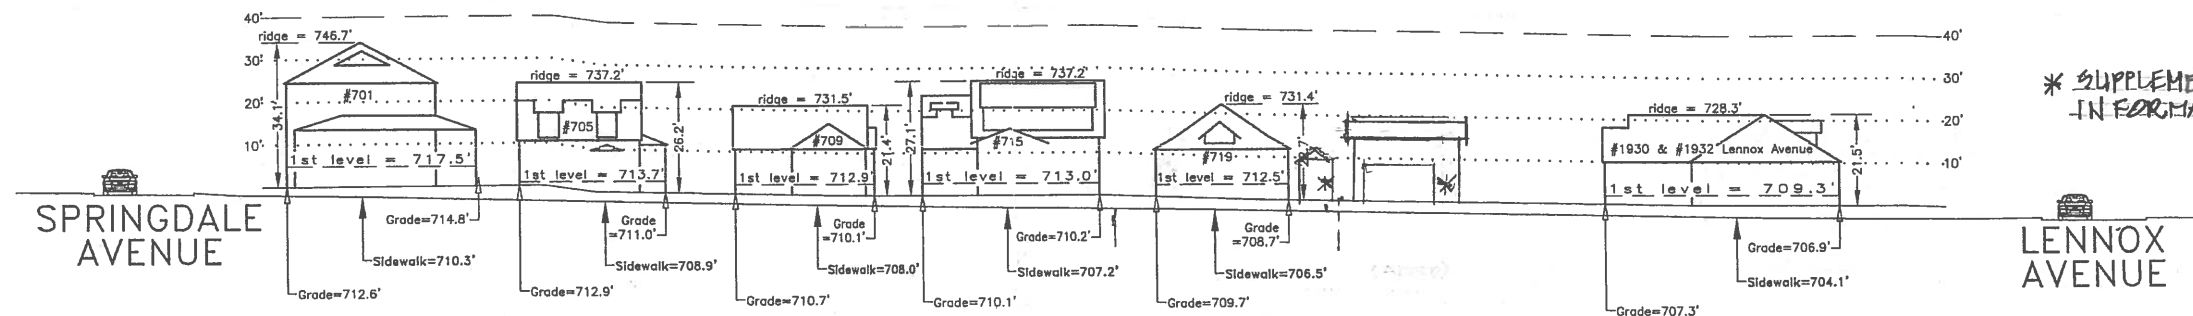 40'
30'
20'
10'
ridge = 746.7'
34.1'
#701
1st level = 717.5'
ridge = 737.2'
#705
1st level = 713.7'
26.2'
ridge = 731.5'
#709
1st level = 712.9'
21.4'
27.1'
ridge = 737.2'
#715
1st level = 713.0'
ridge = 731.4'
#719
1st level = 712.5'
ridge = 728.3'
#1930 & #1932 Lennox Avenue
1st level = 709.3'
21.5'
40'
30'
20'
10'
* 
SPRINGDALE
AVENUE
Grade=712.6'
Sidewalk=710.3'
Grade=714.8'
Grade=712.9'
Sidewalk=708.9'
Grade
=711.0'
Grade=710.7'
Sidewalk=708.0'
Grade
=710.1'
Grade=710.1'
Sidewalk=707.2'
Grade=710.2'
Grade=709.7'
Sidewalk=706.5'
Grade
=708.7'
Grade=707.3'
Sidewalk=704.1'
Grade=706.9'
LENNOX
AVENUE